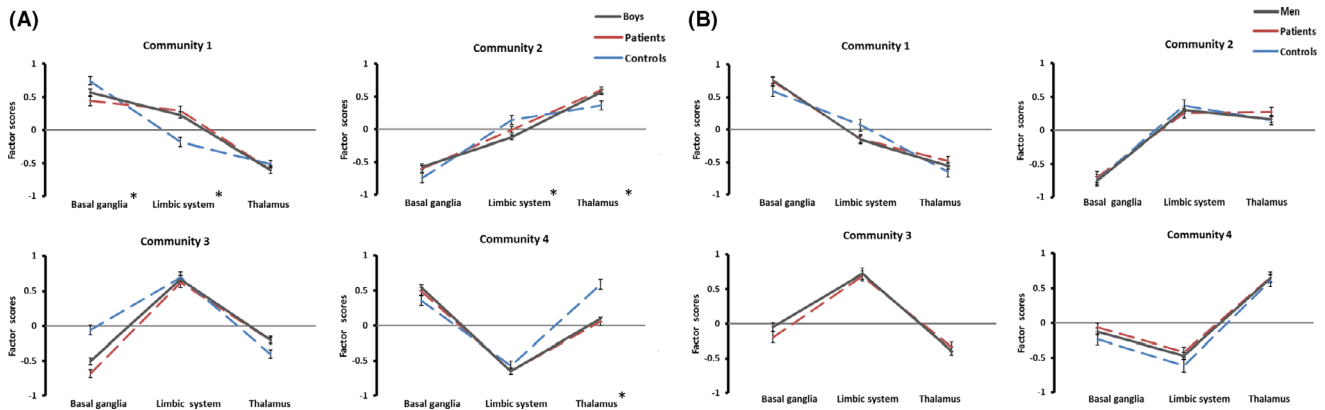 (A)
Boys
Patients
Controls
Community 1
Factor scores
1
0.5
0
-0.5
-1
Basal ganglia * Limbic system * Thalamus
Community 2
Factor scores
1
0.5
0
-0.5
-1
Basal ganglia Limbic system * Thalamus *
Community 3
Factor scores
1
0.5
0
-0.5
-1
Basal ganglia Limbic system Thalamus
Community 4
Factor scores
1
0.5
0
-0.5
-1
Basal ganglia Limbic system Thalamus *
(B)
Men
Patients
Controls
Community 1
Factor scores
1
0.5
0
-0.5
-1
Basal ganglia Limbic system Thalamus
Community 2
Factor scores
1
0.5
0
-0.5
-1
Basal ganglia Limbic system Thalamus
Community 3
Factor scores
1
0.5
0
-0.5
-1
Basal ganglia Limbic system Thalamus
Community 4
Factor scores
1
0.5
0
-0.5
-1
Basal ganglia Limbic system Thalamus